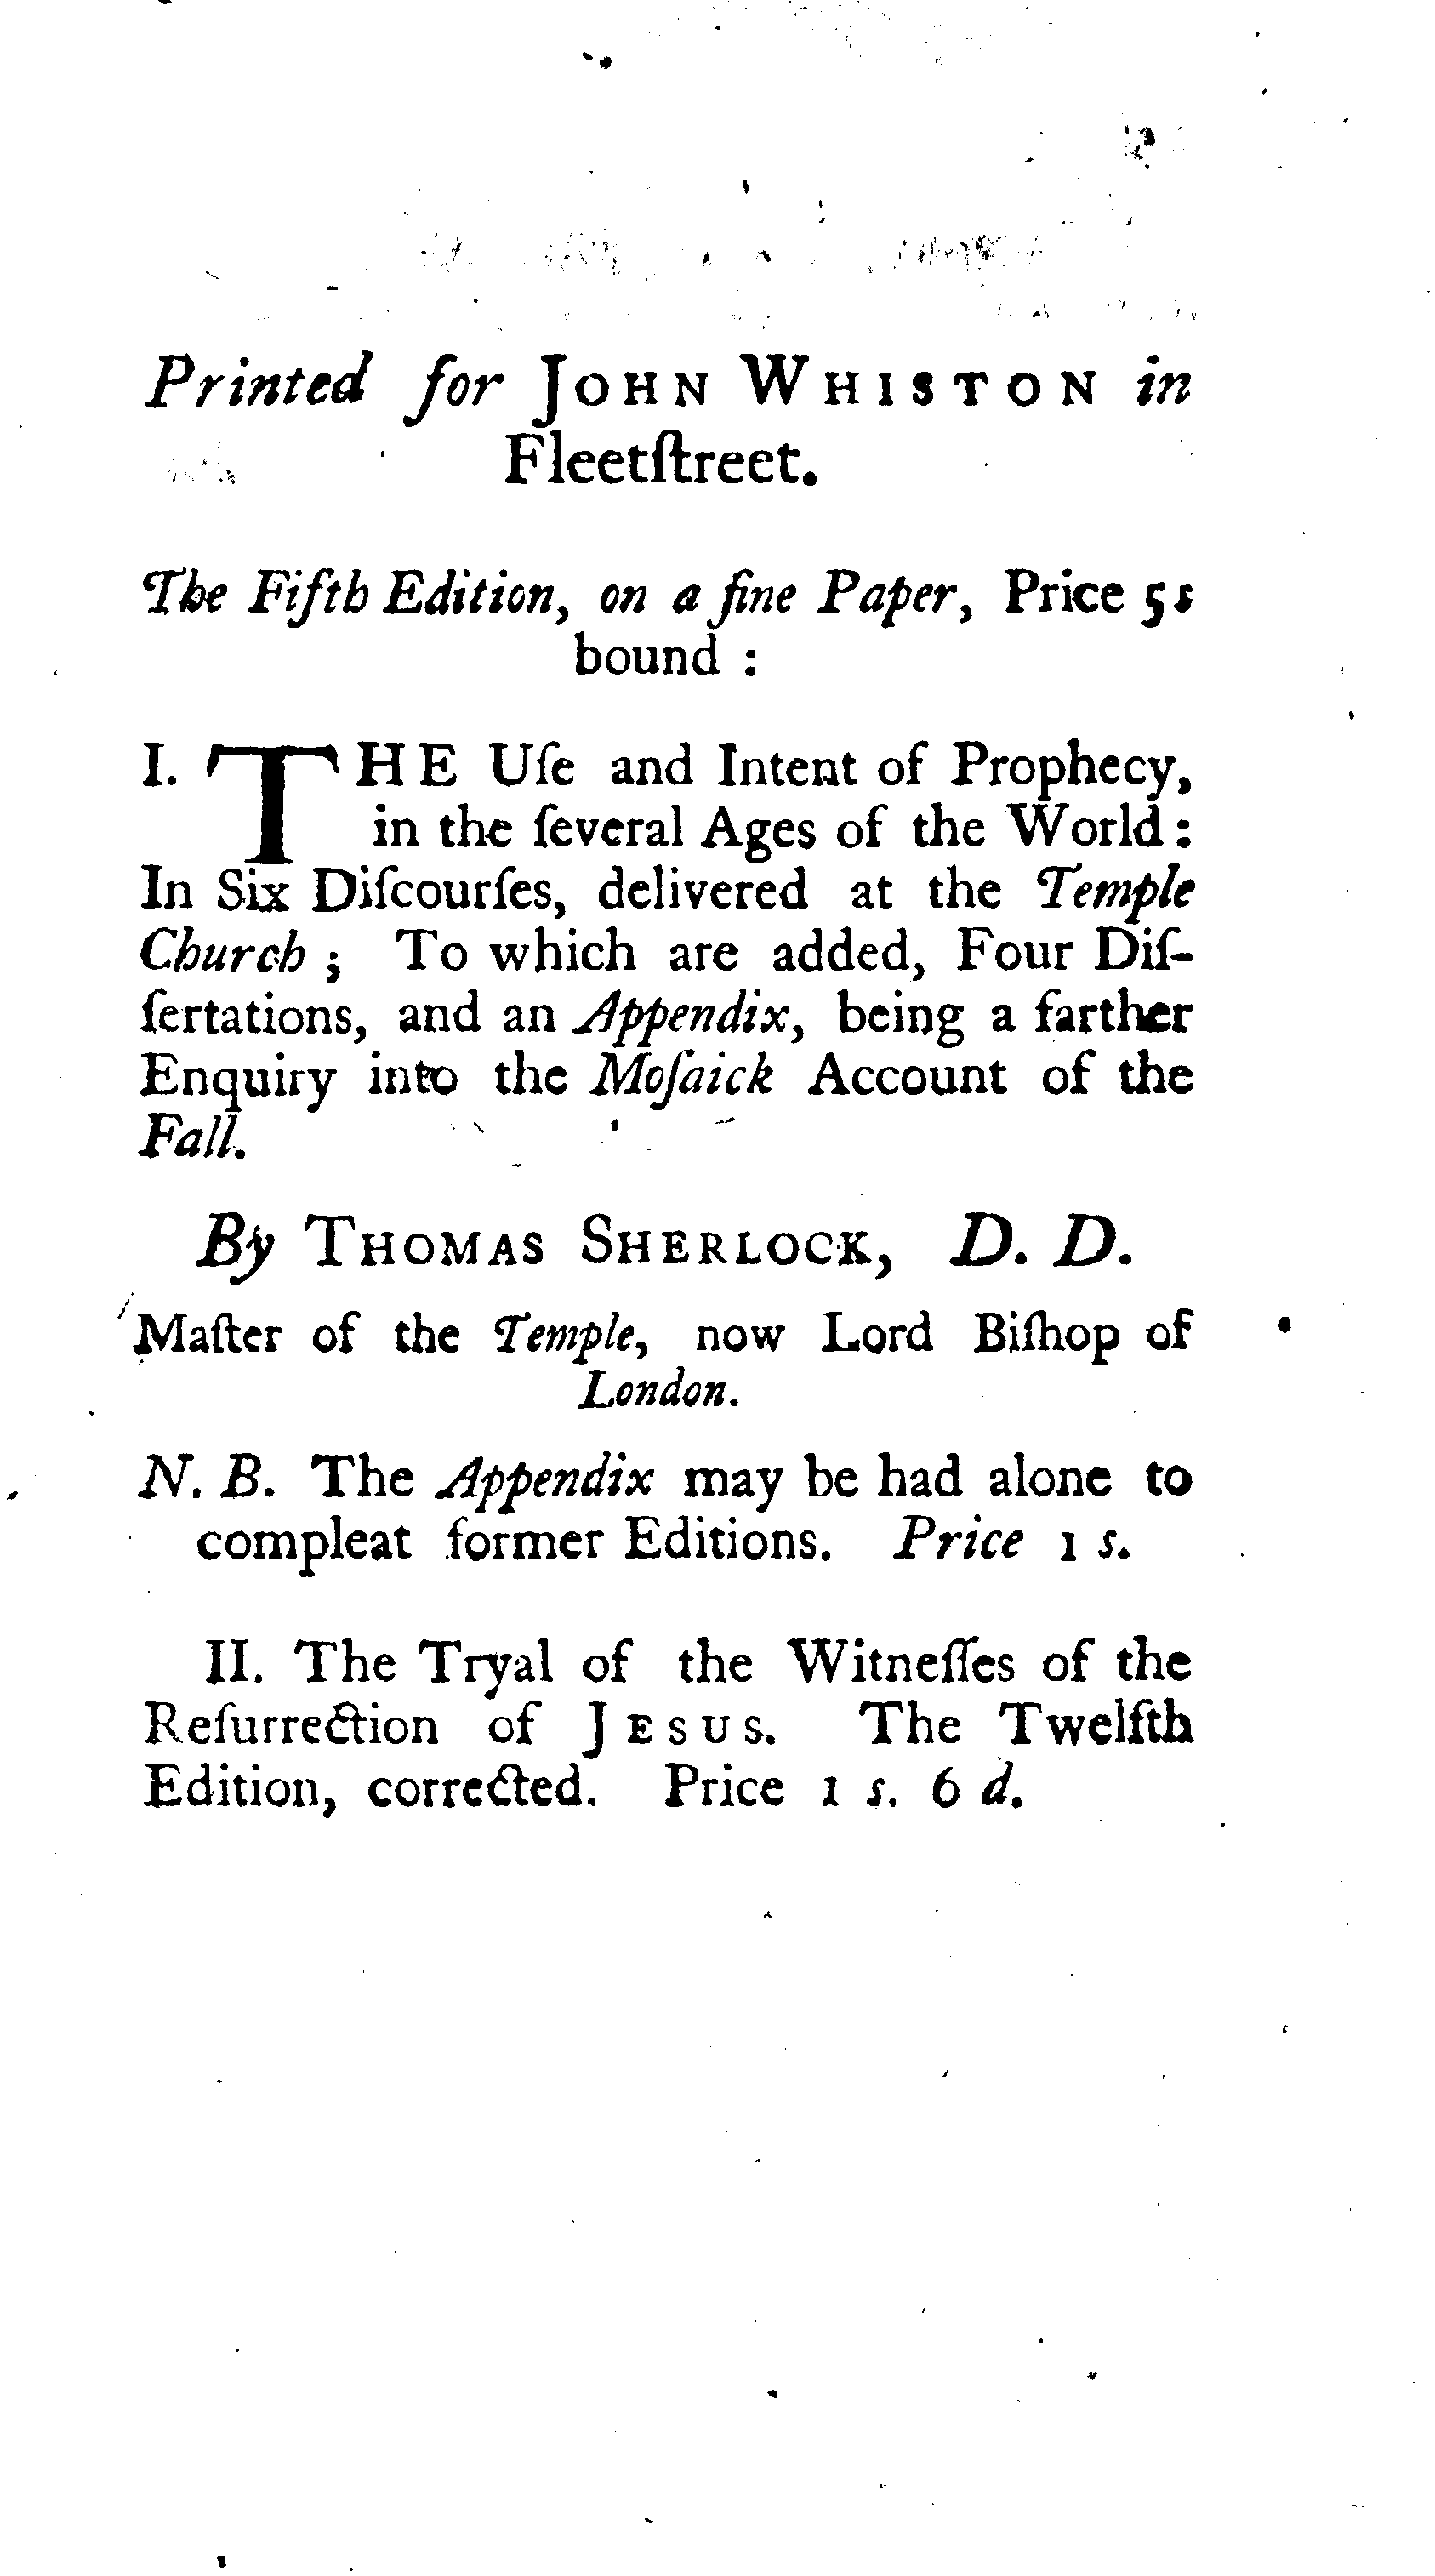 Printed for JOHN WHISTON in
Fleetſtreet.
The Fifth Edition, on a fine Paper, Price 5 s
bound :
I. THE Uſe and Intent of Prophecy,
in the ſeveral Ages of the World :
In Six Diſcourſes, delivered at the Temple
Church ; To which are added, Four Diſ-
ſertations, and an Appendix, being a farther
Enquiry into the Moſaick Account of the
Fall.
By THOMAS SHERLOCK, D. D.
Maſter of the Temple, now Lord Biſhop of
London.
N. B. The Appendix may be had alone to
compleat former Editions. Price 1 s.
II. The Tryal of the Witneſſes of the
Reſurrection of JESUS. The Twelfth
Edition, corrected. Price 1 s. 6 d.